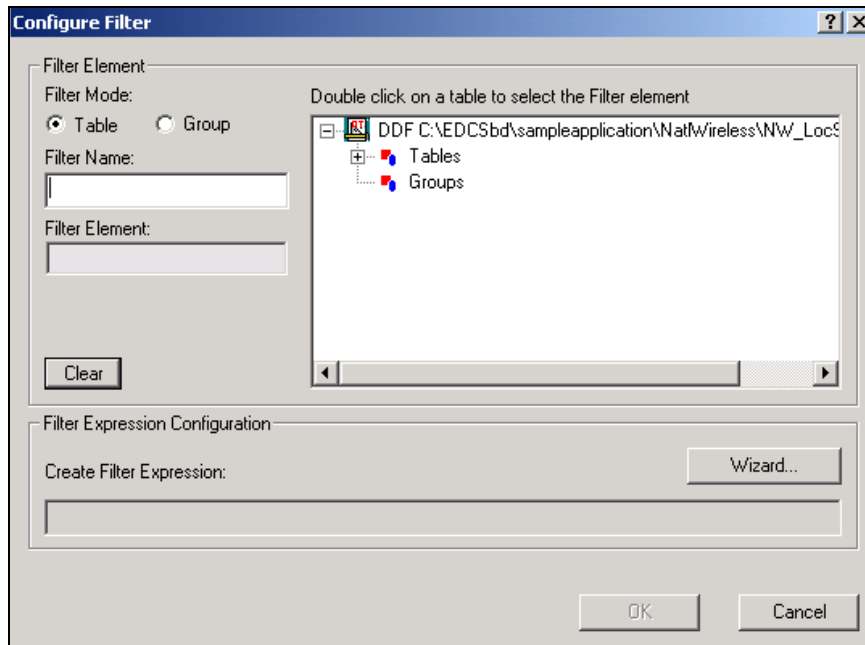 Configure Filter
Filter Element
Filter Mode:
Table Group
Filter Name:
Filter Element:
Clear
Double click on a table to select the Filter element
DDF C:\EDCSbd\sampleapplication\NatlWireless\NW_LocS
Tables
Groups
Filter Expression Configuration
Create Filter Expression:
Wizard...
OK Cancel